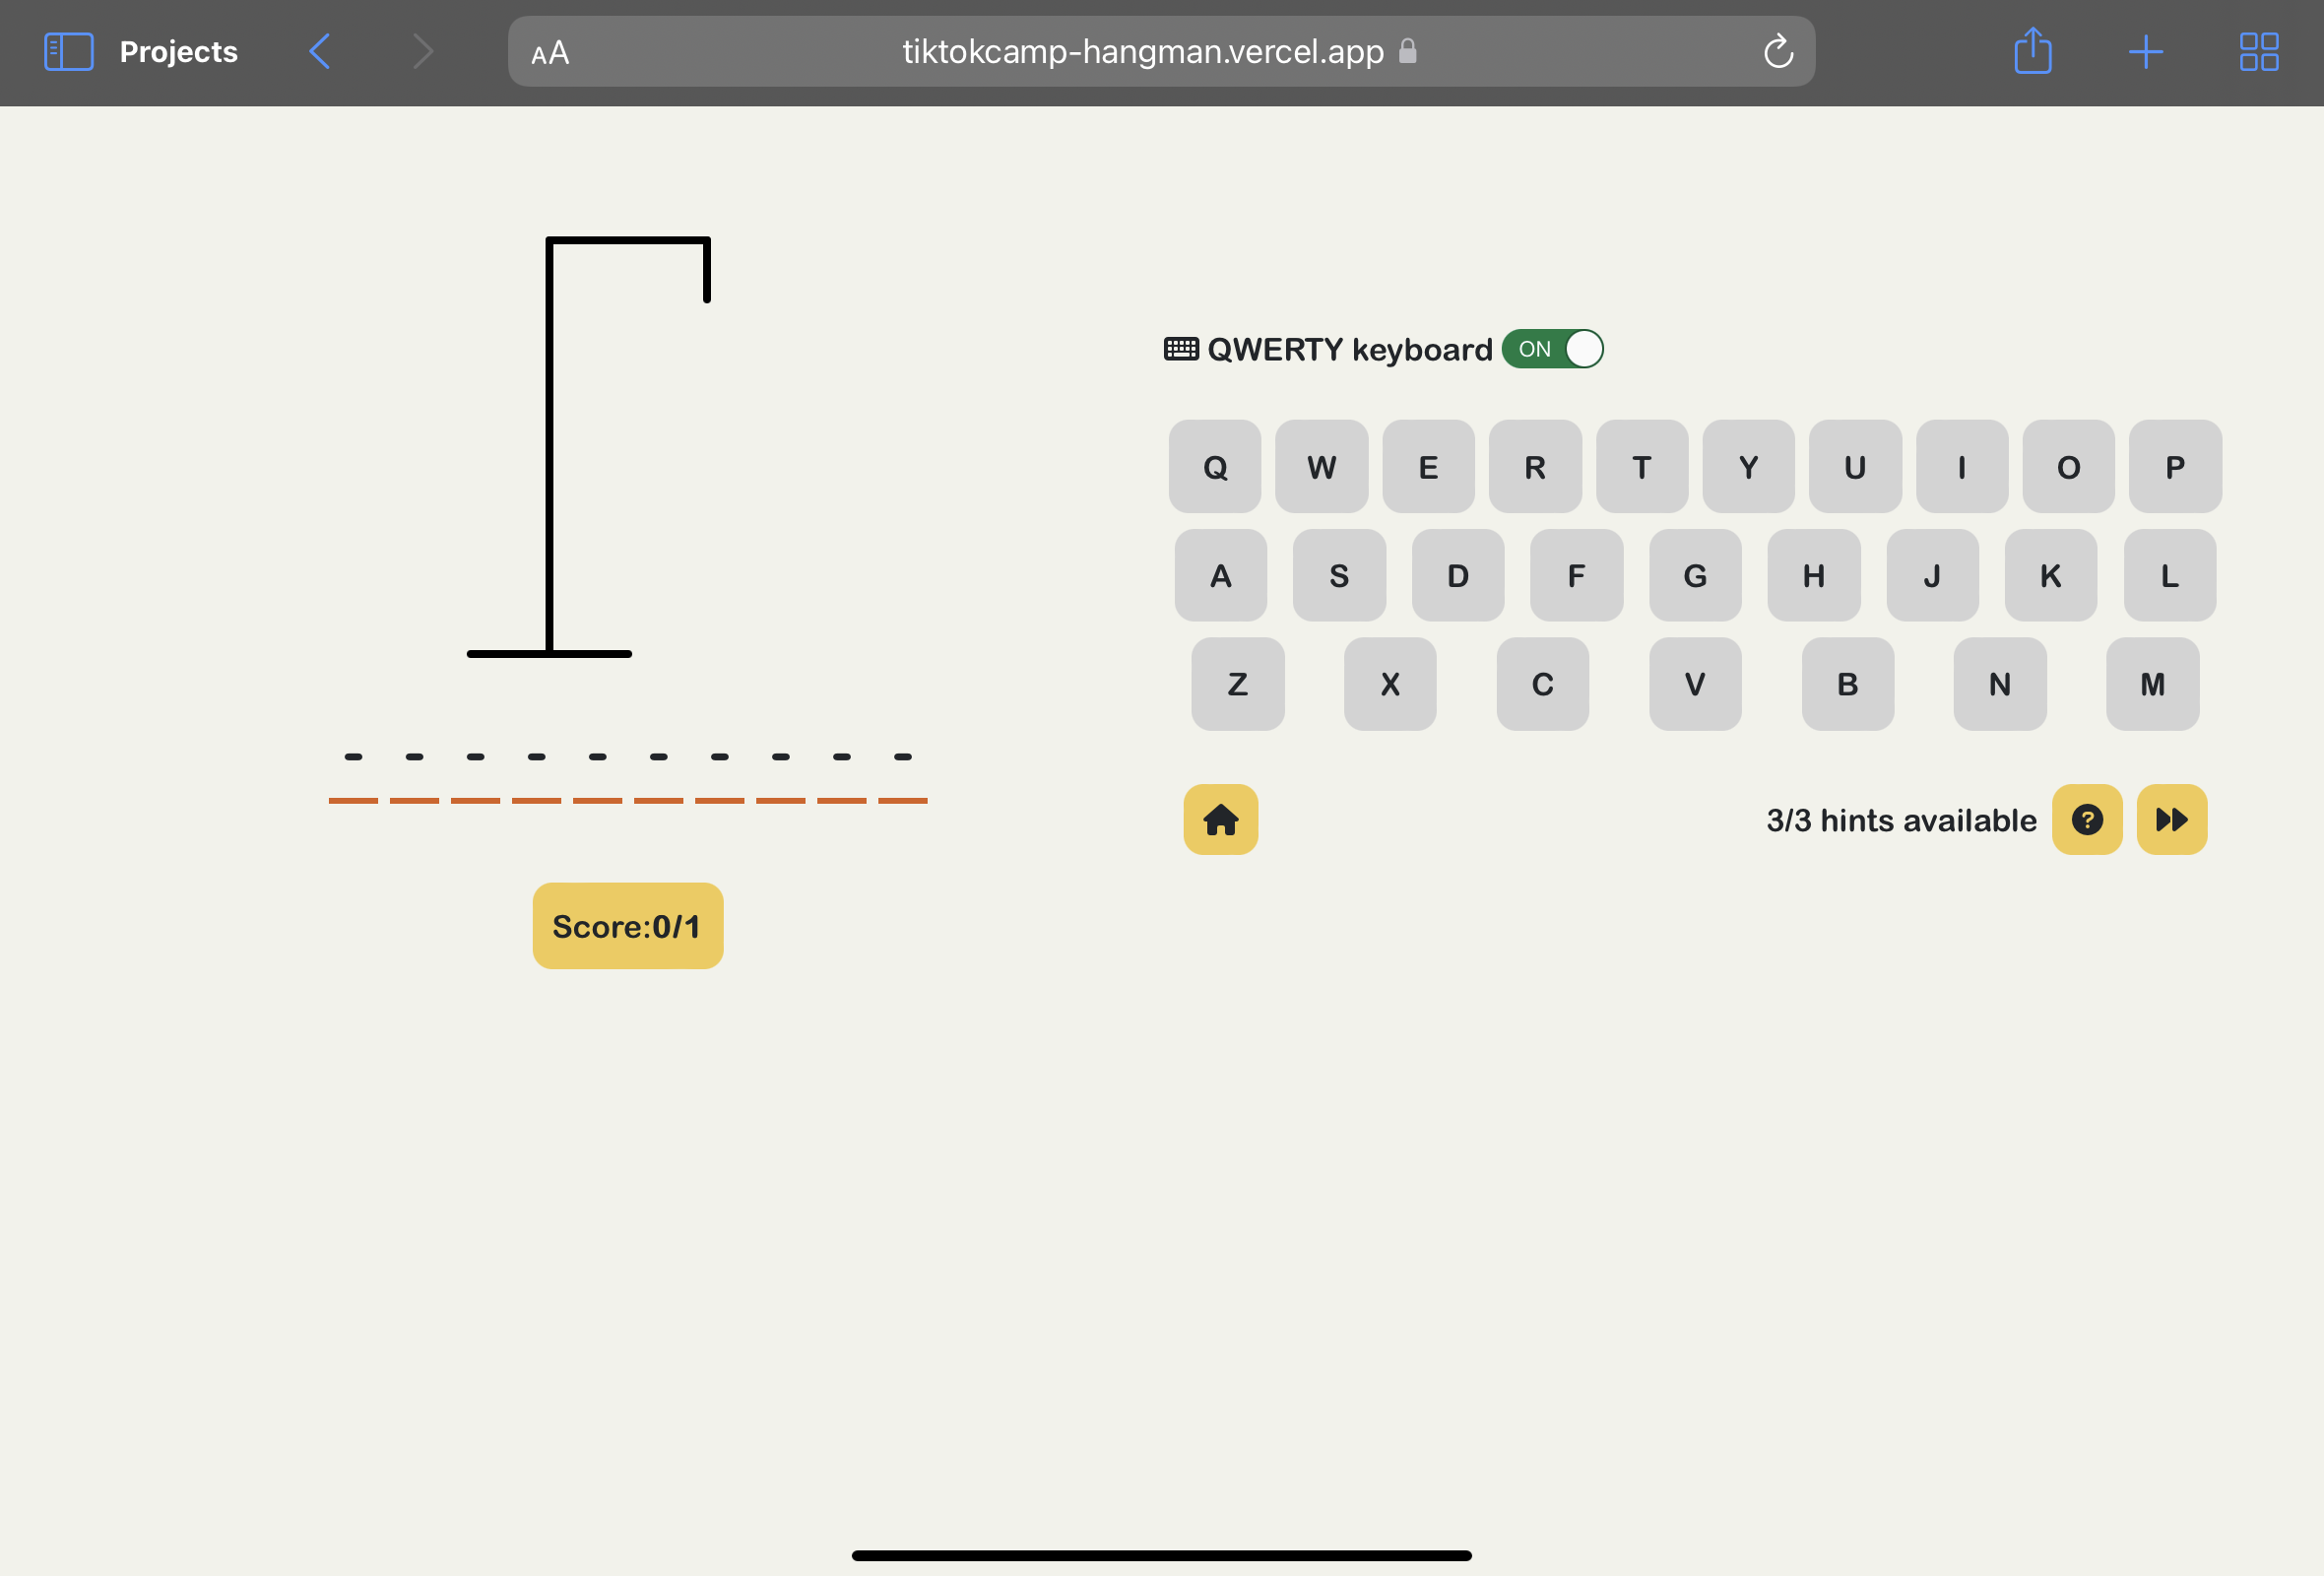 Projects
AA
tiktokcamp-hangman.vercel.app
QWERTY keyboard ON
Q W E R T Y U I O P
A S D F G H J K L
Z X C V B N M
- - - - - - - - - -
3/3 hints available ?
Score:0/1